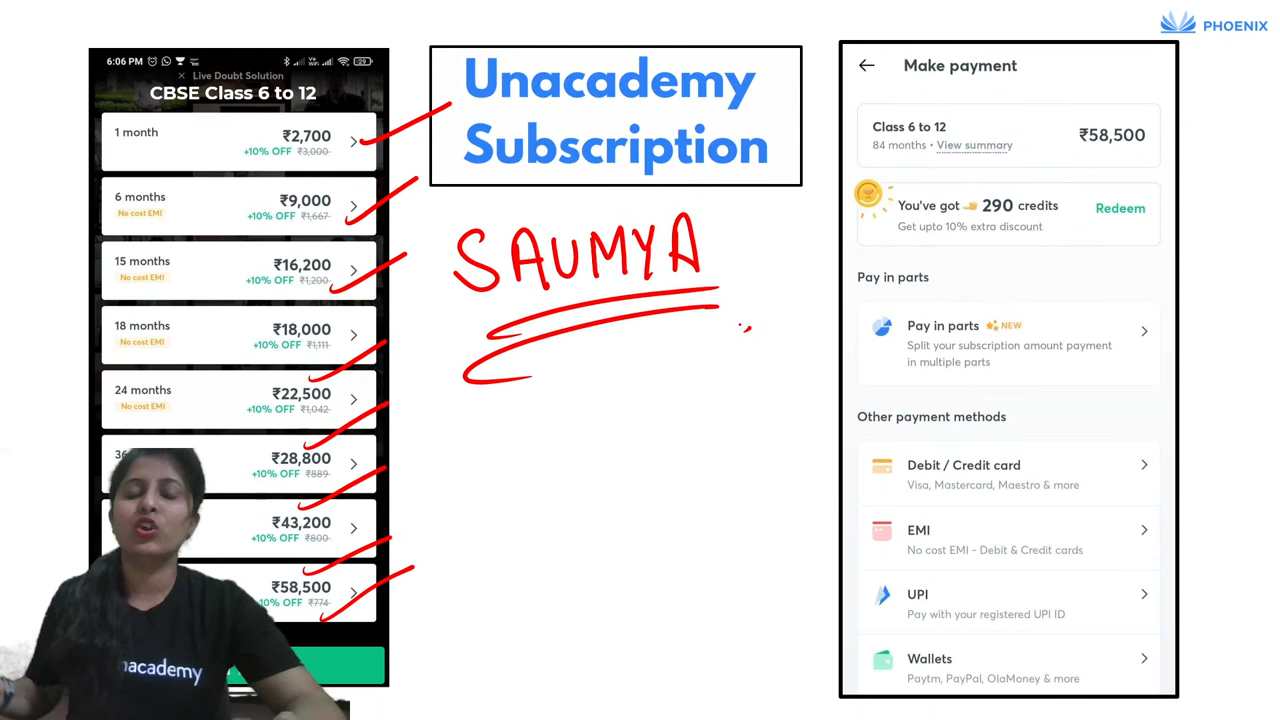 PHOENIX
6:06 PM
29
Live Doubt Solution
CBSE Class 6 to 12
1 month
₹2,700
+10% OFF ₹3,000
6 months
₹9,000
No cost EMI
+10% OFF ₹1,667
15 months
₹16,200
No cost EMI
+10% OFF ₹1,200
18 months
₹18,000
No cost EMI
+10% OFF ₹1,111
24 months
₹22,500
No cost EMI
+10% OFF ₹1,042
₹28,800
+10% OFF ₹889
₹43,200
+10% OFF ₹800
₹58,500
10% OFF ₹774
nacademy
Unacademy
Subscription
SAUMYA
Make payment
Class 6 to 12
₹58,500
84 months • View summary
You've got 290 credits
Redeem
Get upto 10% extra discount
Pay in parts
Pay in parts NEW
Split your subscription amount payment
in multiple parts
Other payment methods
Debit / Credit card
Visa, Mastercard, Maestro & more
EMI
No cost EMI - Debit & Credit cards
UPI
Pay with your registered UPI ID
Wallets
Paytm, PayPal, OlaMoney & more